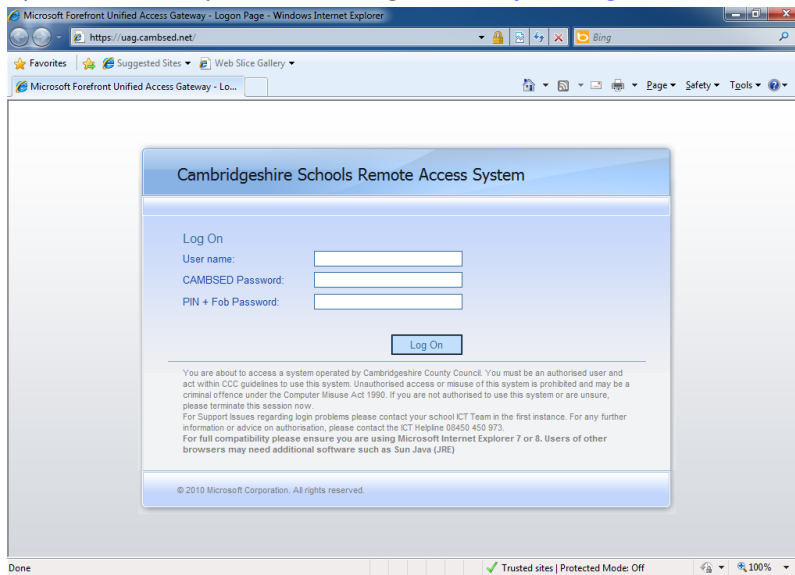 Microsoft Forefront Unified Access Gateway - Logon Page - Windows Internet Explorer
https://uag.cambsed.net/
Bing
Favorites
Suggested Sites
Web Slice Gallery
Microsoft Forefront Unified Access Gateway - Lo...
Page
Safety
Tools
Cambridgeshire Schools Remote Access System
Log On
User name:
CAMBSED Password:
PIN + Fob Password:
Log On
You are about to access a system operated by Cambridgeshire County Council. You must be an authorised user and
act within CCC guidelines to use this system. Unauthorised access or misuse of this system is prohibited and may be a
criminal offence under the Computer Misuse Act 1990. If you are not authorised to use this system or are unsure,
please terminate this session now.
For Support Issues regarding login problems please contact your school ICT Team in the first instance. For any further
information or advice on authorisation, please contact the ICT Helpline 08450 450 973.
For full compatibility please ensure you are using Microsoft Internet Explorer 7 or 8. Users of other
browsers may need additional software such as Sun Java (JRE)
© 2010 Microsoft Corporation. All rights reserved.
Done
Trusted sites | Protected Mode: Off
100%